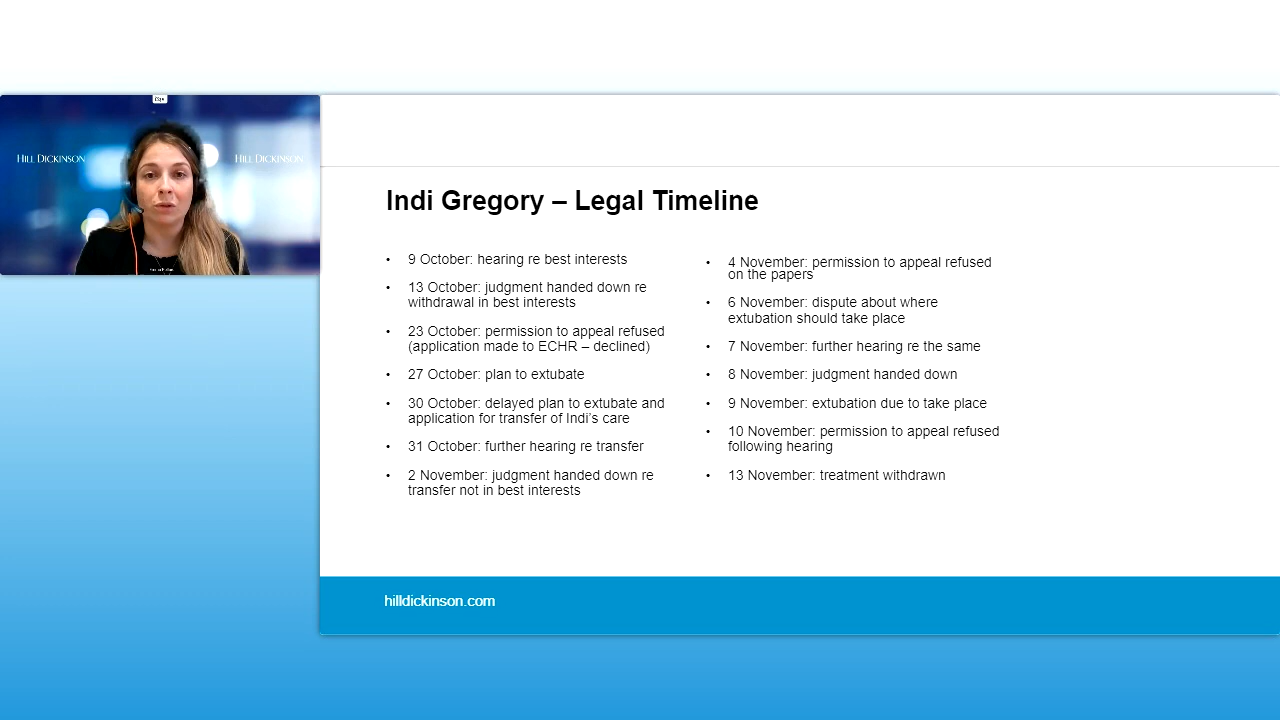 HILL DICKINSON
HILL DICKINSON
Indi Gregory – Legal Timeline
• 9 October: hearing re best interests
• 13 October: judgment handed down re
withdrawal in best interests
• 23 October: permission to appeal refused
(application made to ECHR – declined)
• 27 October: plan to extubate
• 30 October: delayed plan to extubate and
application for transfer of Indi’s care
• 31 October: further hearing re transfer
• 2 November: judgment handed down re
transfer not in best interests
• 4 November: permission to appeal refused
on the papers
• 6 November: dispute about where
extubation should take place
• 7 November: further hearing re the same
• 8 November: judgment handed down
• 9 November: extubation due to take place
• 10 November: permission to appeal refused
following hearing
• 13 November: treatment withdrawn
hilldickinson.com